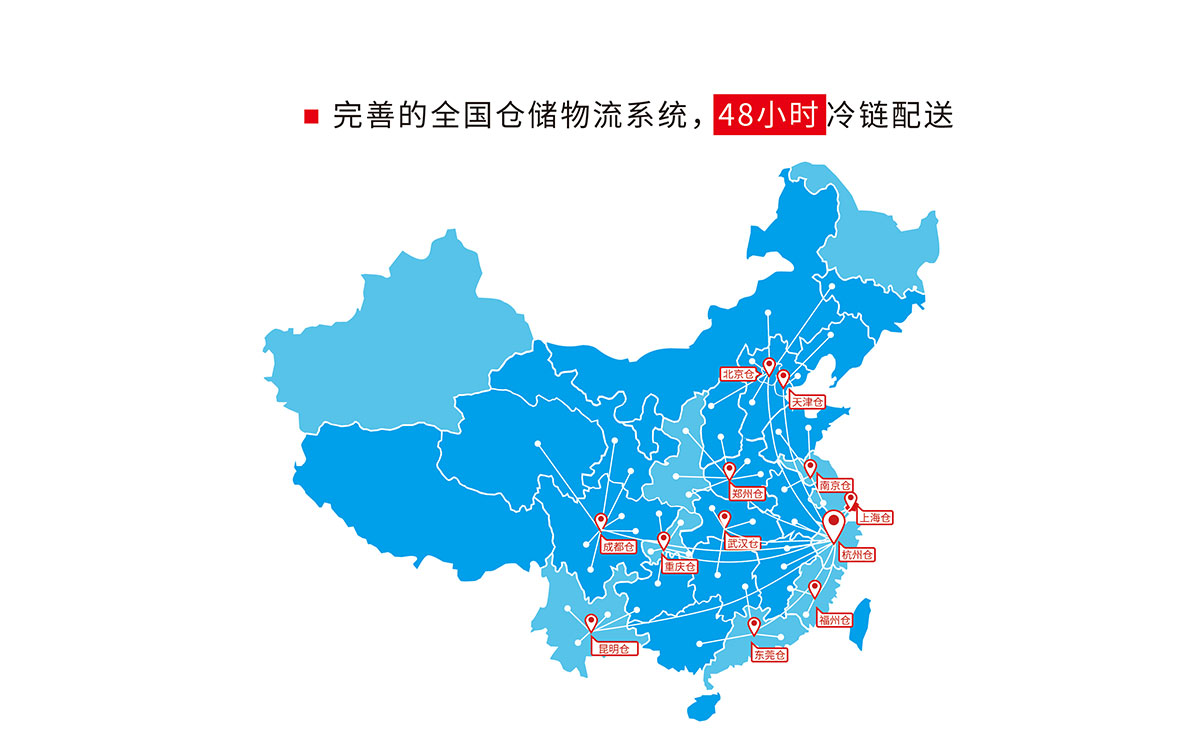 完善的全国仓储物流系统，48小时冷链配送
北京仓
天津仓
郑州仓
南京仓
上海仓
成都仓
武汉仓
杭州仓
重庆仓
福州仓
昆明仓
东莞仓